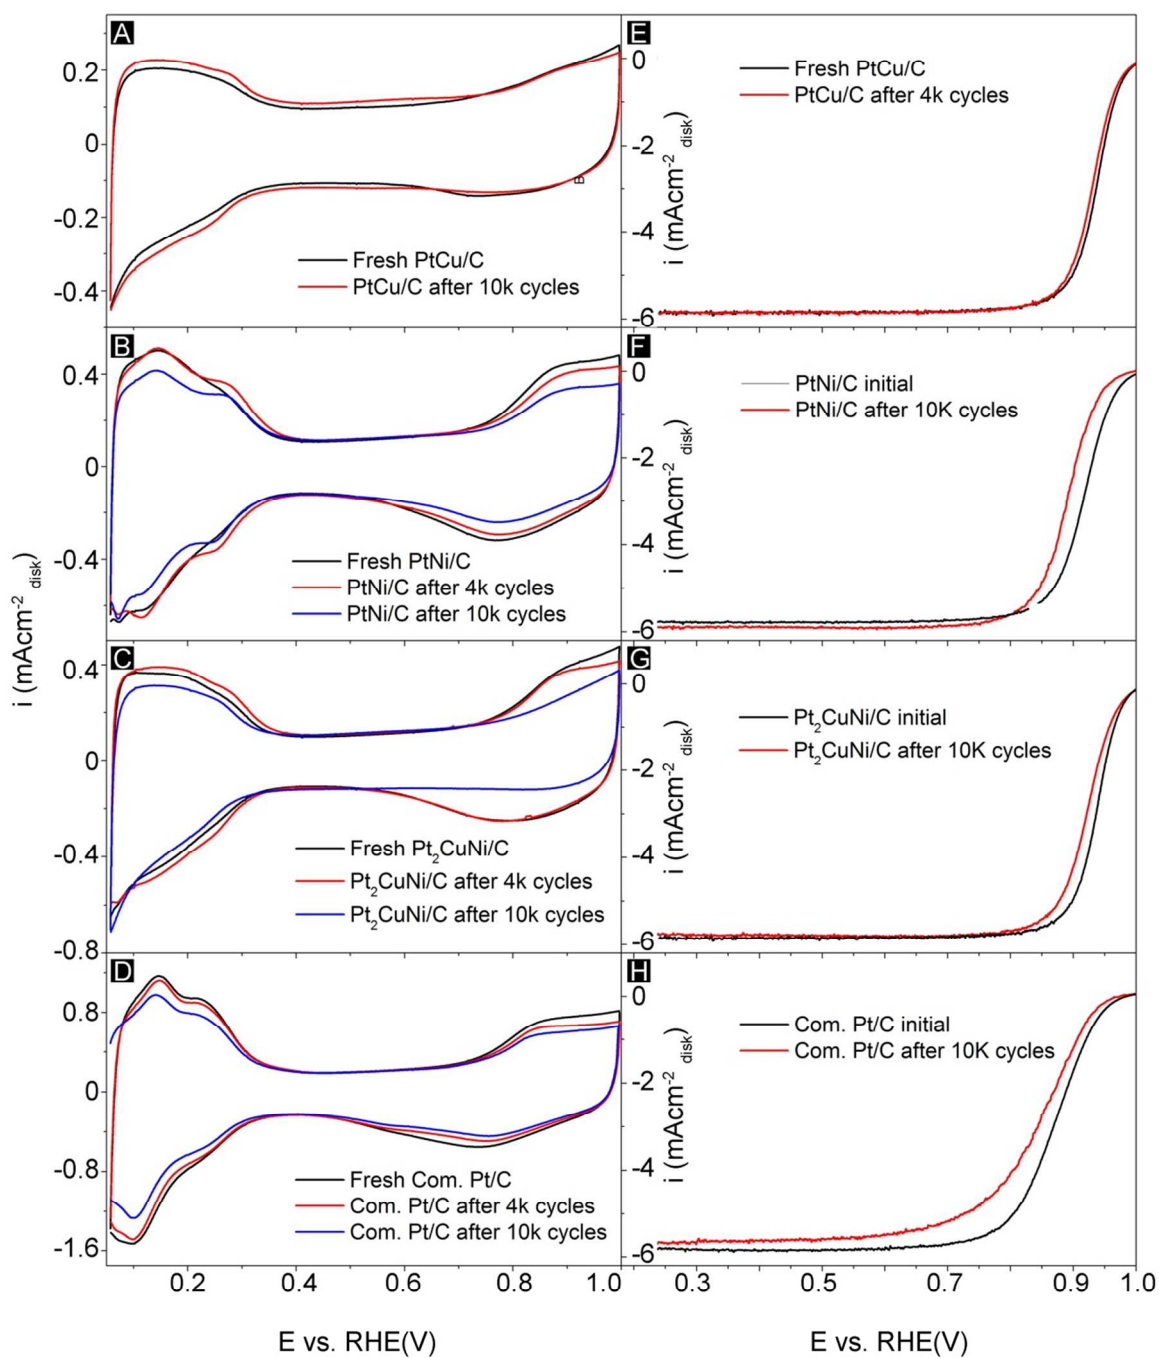 A
0.2
0
-0.2
-0.4
Fresh PtCu/C
PtCu/C after 10k cycles
B
E
0
-2
-4
-6
i (mAcm-2 disk)
Fresh PtCu/C
PtCu/C after 4k cycles
B
0.4
0
-0.4
Fresh PtNi/C
PtNi/C after 4k cycles
PtNi/C after 10k cycles
F
0
-2
-4
-6
i (mAcm-2 disk)
PtNi/C initial
PtNi/C after 10K cycles
i (mAcm-2 disk)
C
0.4
0
-0.4
-0.8
Fresh Pt2CuNi/C
Pt2CuNi/C after 4k cycles
Pt2CuNi/C after 10k cycles
G
0
-2
-4
-6
i (mAcm-2 disk)
Pt2CuNi/C initial
Pt2CuNi/C after 10K cycles
D
0.8
0
-0.8
-1.6
Fresh Com. Pt/C
Com. Pt/C after 4k cycles
Com. Pt/C after 10k cycles
H
0
-2
-4
-6
i (mAcm-2 disk)
Com. Pt/C initial
Com. Pt/C after 10K cycles
0.2 0.4 0.6 0.8 1.0
0.3 0.5 0.7 0.9 1.0
E vs. RHE(V)
E vs. RHE(V)